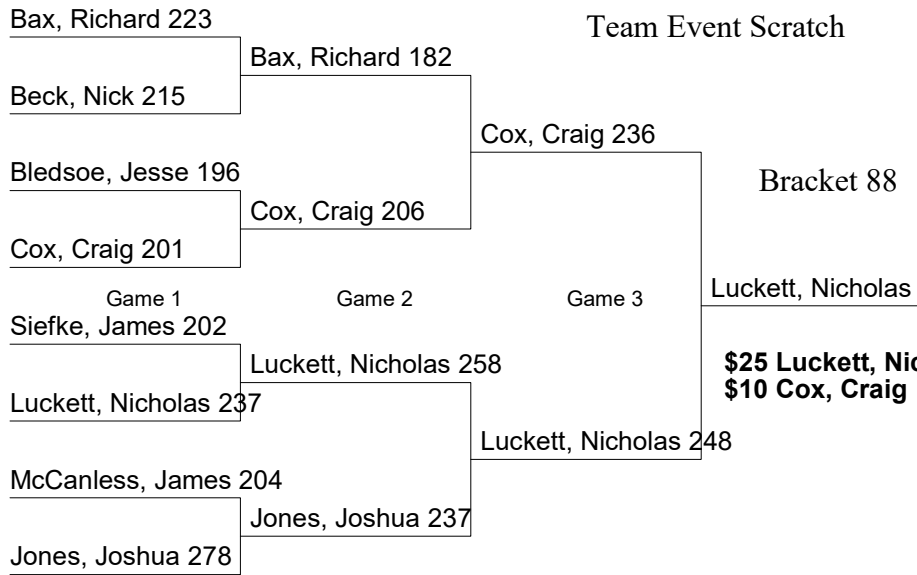 Team Event Scratch
Bracket 88
Bax, Richard 223
Beck, Nick 215
Bledsoe, Jesse 196
Cox, Craig 201
Game 1
Siefke, James 202
Luckett, Nicholas 237
McCanless, James 204
Jones, Joshua 278
Bax, Richard 182
Cox, Craig 206
Game 2
Luckett, Nicholas 258
Jones, Joshua 237
Cox, Craig 236
Game 3
Luckett, Nicholas 248
Luckett, Nicholas
$25 Luckett, Nic
$10 Cox, Craig